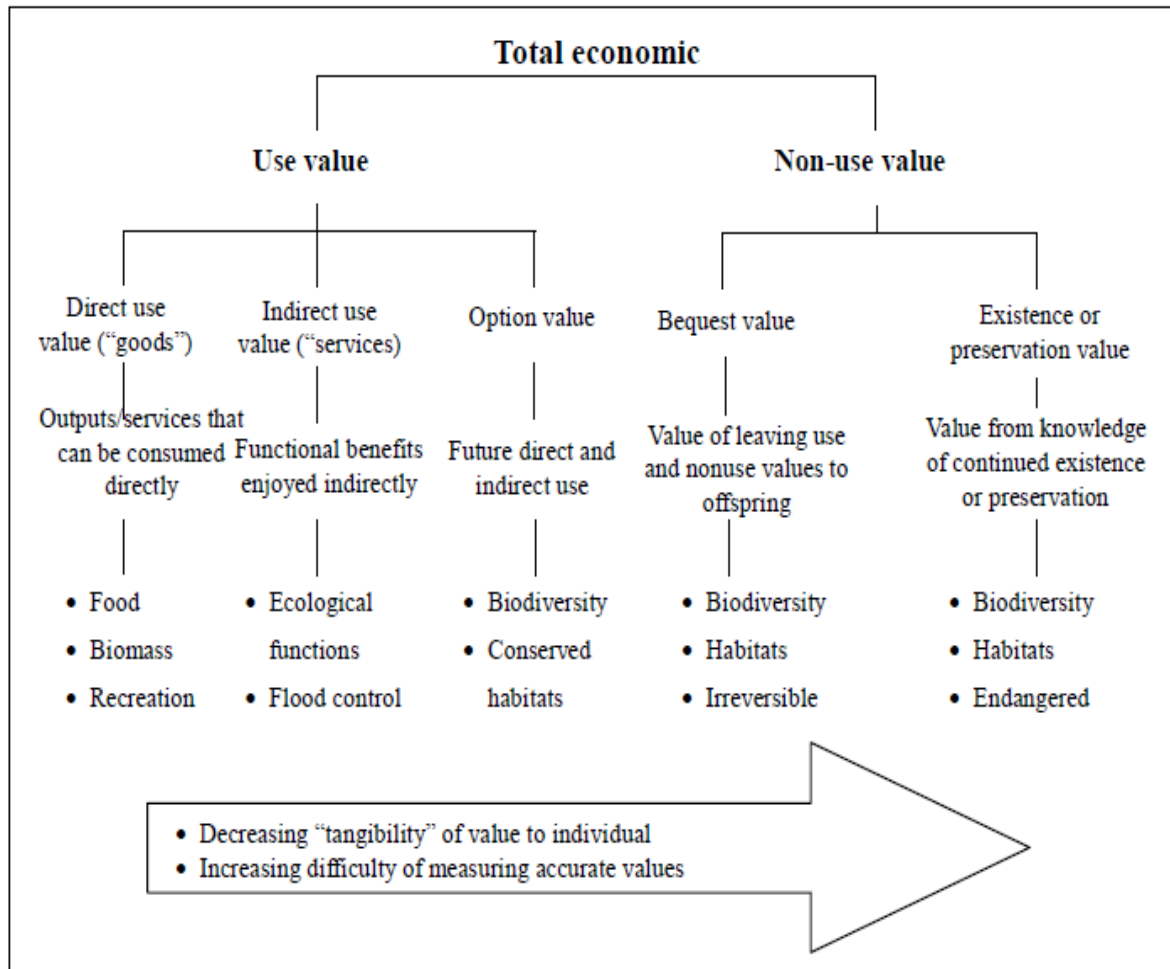 Total economic
Use value
Non-use value
Direct use
value (“goods”)
Indirect use
value (“services)
Option value
Bequest value
Existence or
preservation value
Outputs/services that
can be consumed
directly
Functional benefits
enjoyed indirectly
Future direct and
indirect use
Value of leaving use
and nonuse values to
offspring
Value from knowledge
of continued existence
or preservation
• Food
• Biomass
• Recreation
• Ecological
functions
• Flood control
• Biodiversity
• Conserved
habitats
• Biodiversity
• Habitats
• Irreversible
• Biodiversity
• Habitats
• Endangered
• Decreasing “tangibility” of value to individual
• Increasing difficulty of measuring accurate values